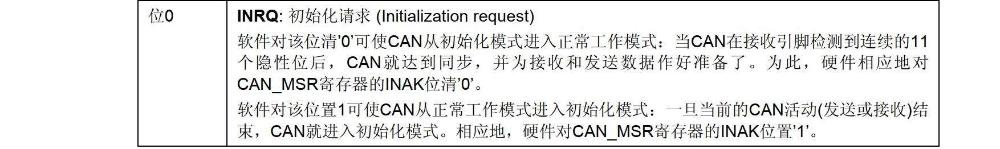 位0
INRQ: 初始化请求 (Initialization request)
软件对该位清’0’可使CAN从初始化模式进入正常工作模式：当CAN在接收引脚检测到连续的11
个隐性位后，CAN就达到同步，并为接收和发送数据作好准备了。为此，硬件相应地对
CAN_MSR寄存器的INAK位清’0’。
软件对该位置1可使CAN从正常工作模式进入初始化模式：一旦当前的CAN活动(发送或接收)结
束，CAN就进入初始化模式。相应地，硬件对CAN_MSR寄存器的INAK位置’1’。